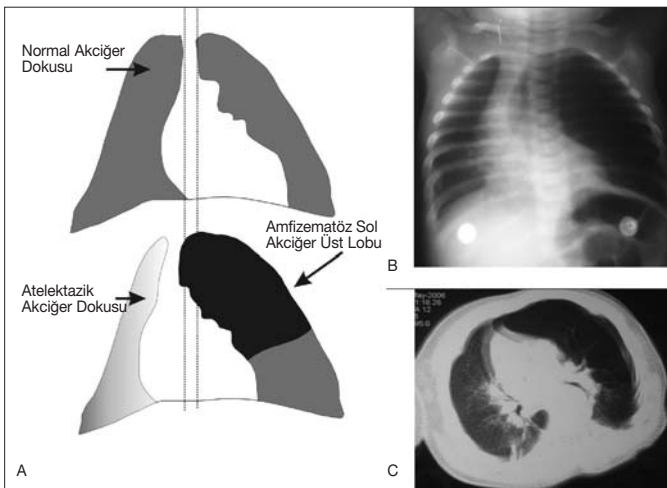 Normal Akciğer
Dokusu
Amfizematöz Sol
Akciğer Üst Lobu
Atelektazik
Akciğer Dokusu
A
B
C